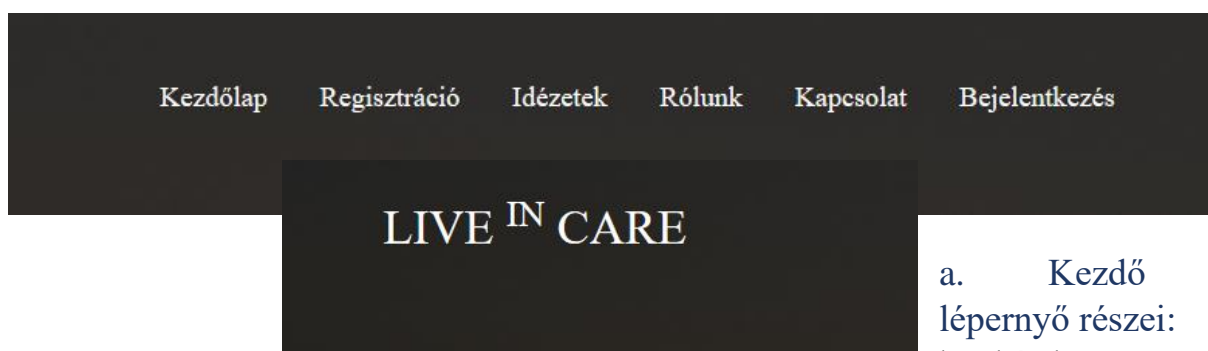 Kezdőlap Regisztráció Idézetek Rólunk Kapcsolat Bejelentkezés
LIVE IN CARE
a. Kezdő
lépernyő részei: